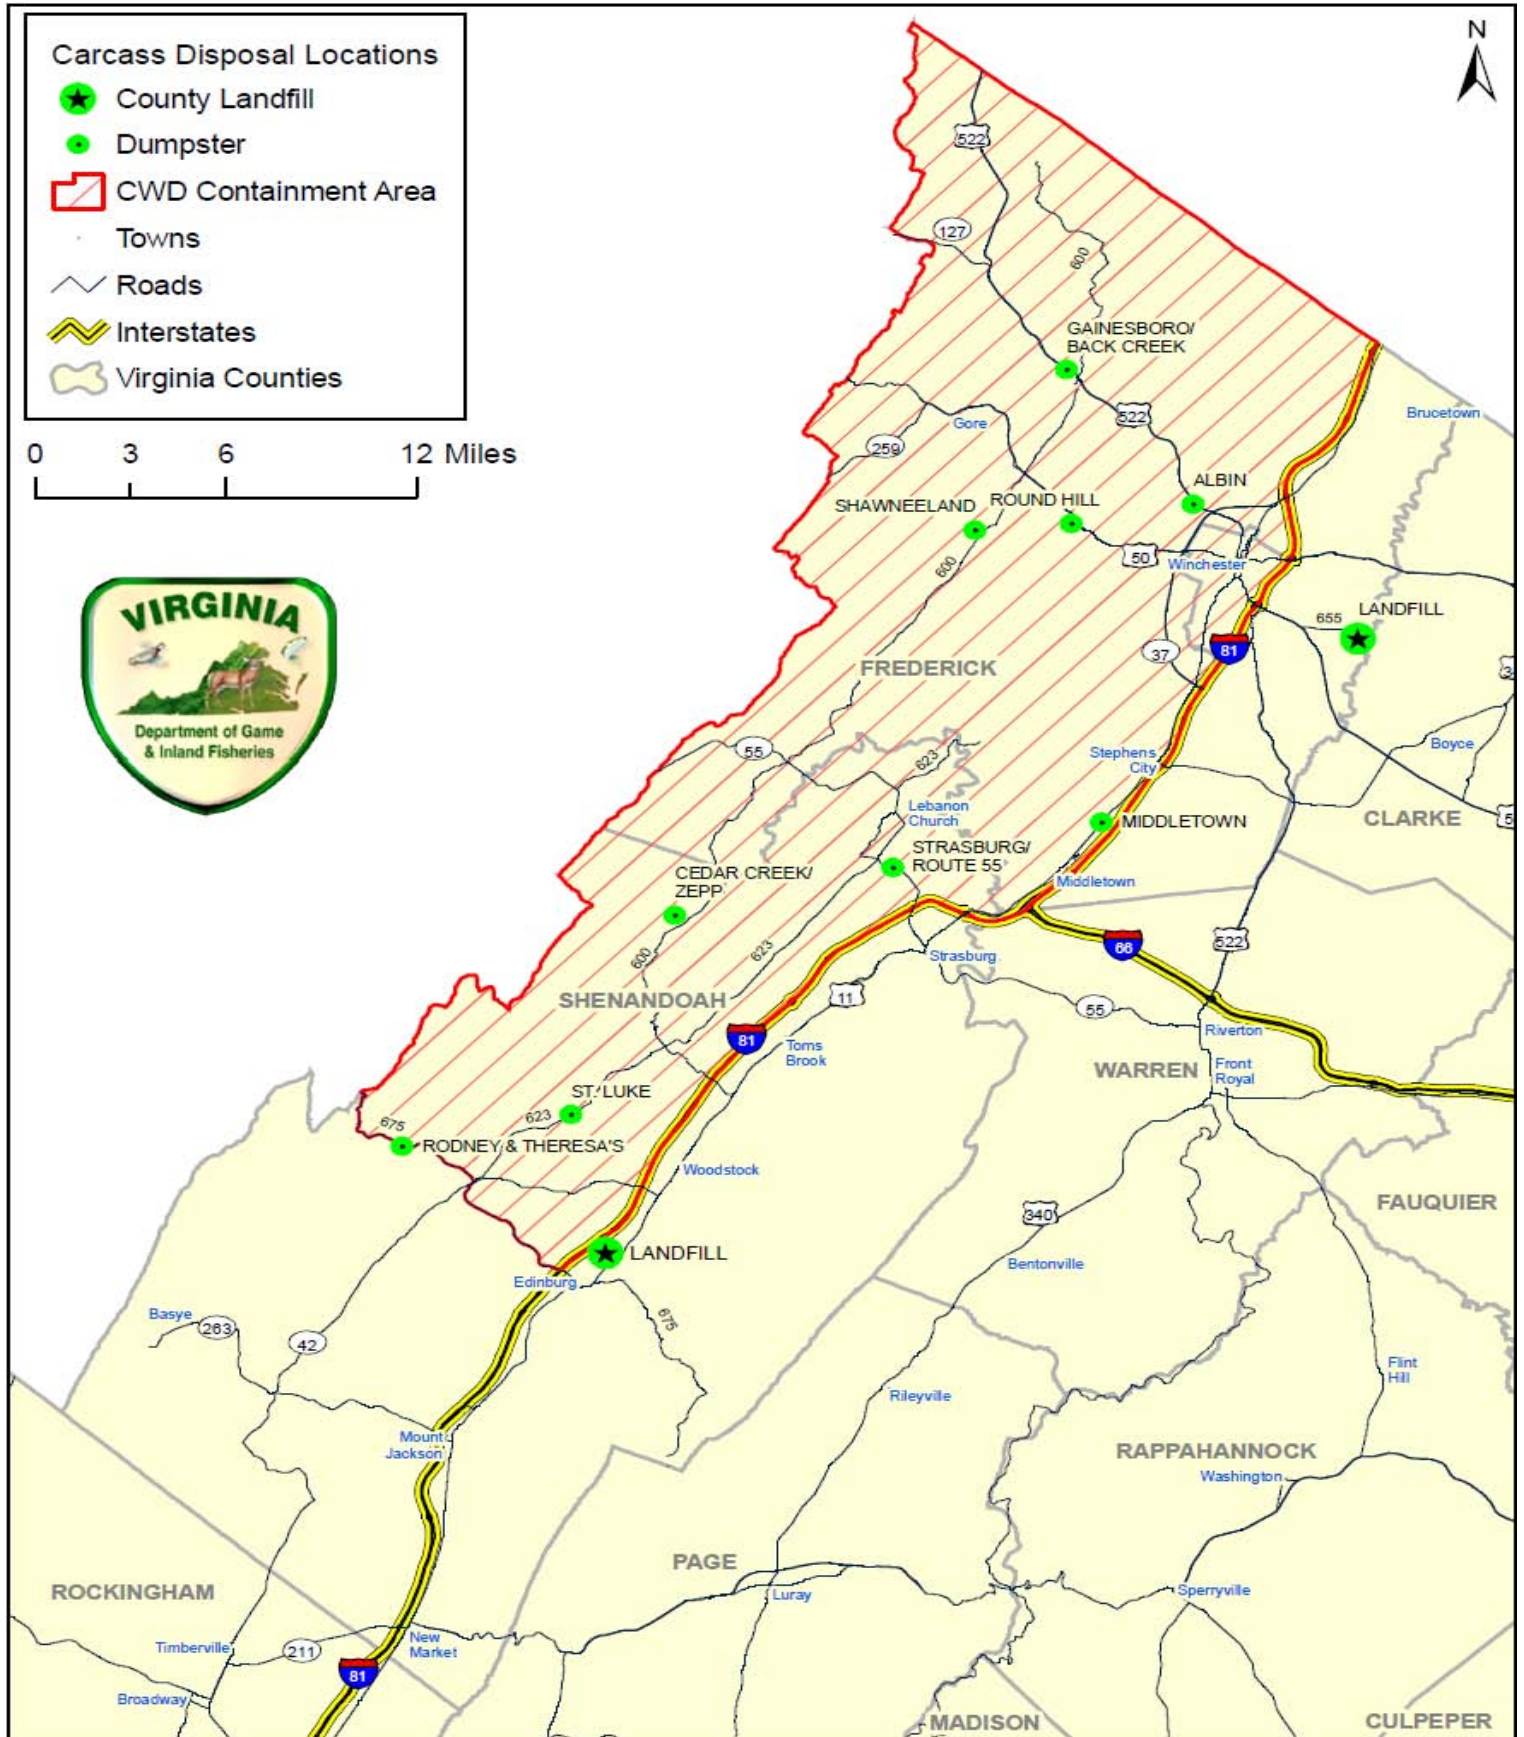 Carcass Disposal Locations
County Landfill
Dumpster
CWD Containment Area
Towns
Roads
Interstates
Virginia Counties
0 3 6 12 Miles
N
VIRGINIA
Department of Game
& Inland Fisheries
522
127
600
GAINESBORO/
BACK CREEK
522
Brucetown
Gore
259
ALBIN
SHAWNEELAND
ROUND HILL
50
600
Winchester
LANDFILL
655
37
81
FREDERICK
55
623
Stephens
City
Boyce
Lebanon
Church
CLARKE
MIDDLETOWN
STRASBURG/
ROUTE 55
CEDAR CREEK/
ZEPP
Middletown
66
522
600
623
Strasburg
SHENANDOAH
11
55
81
Riverton
Toms
Brook
WARREN
Front
Royal
ST. LUKE
623
675
RODNEY & THERESA'S
Woodstock
FAUQUIER
340
LANDFILL
Bentonville
Edinburg
Basye
263
42
675
Flint
Hill
Rileyville
Mount
Jackson
RAPPAHANNOCK
Washington
PAGE
ROCKINGHAM
Luray
Sperryville
Timberville
211
New
Market
81
Broadway
MADISON
CULPEPER